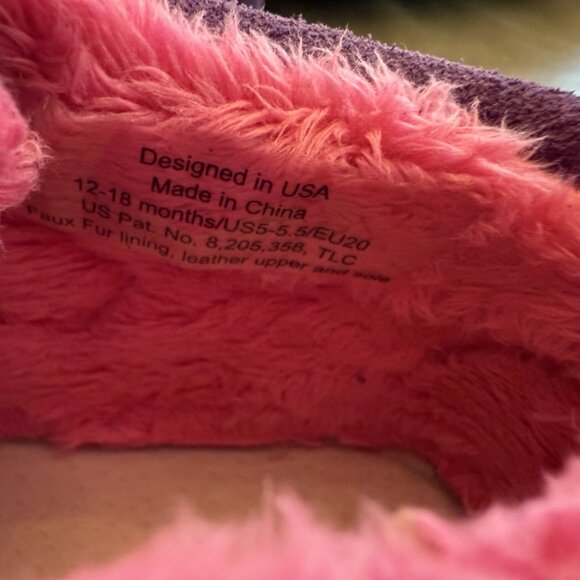 Designed in USA
Made in China
12-18 months/US5-5.5/EU20
US Pat. No. 8,205,356, TLC
Faux Fur lining, leather upper and sole